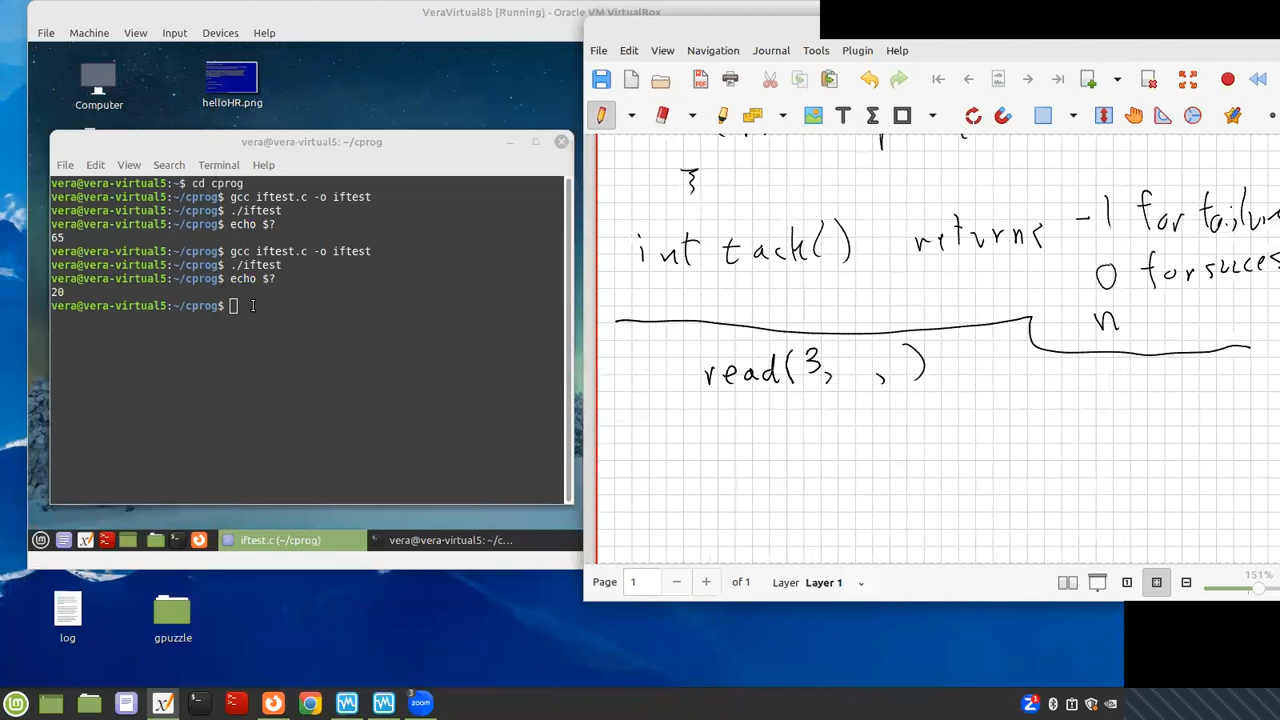 VeraVirtual8b [Running] - Oracle VM VirtualBox
File Machine View Input Devices Help
Computer
helloHR.png
vera@vera-virtual5: ~/cprog
File Edit View Search Terminal Help
vera@vera-virtual5:~$ cd cprog
vera@vera-virtual5:~/cprog$ gcc iftest.c -o iftest
vera@vera-virtual5:~/cprog$ ./iftest
vera@vera-virtual5:~/cprog$ echo $?
65
vera@vera-virtual5:~/cprog$ gcc iftest.c -o iftest
vera@vera-virtual5:~/cprog$ ./iftest
vera@vera-virtual5:~/cprog$ echo $?
20
vera@vera-virtual5:~/cprog$
iftest.c (~/cprog)
vera@vera-virtual5: ~/c...
File Edit View Navigation Journal Tools Plugin Help
}
int tack() returns -1 for failure
0 for succes
n
read(3, , )
Page 1 of 1 Layer Layer 1
151%
log
gpuzzle
3
zoom